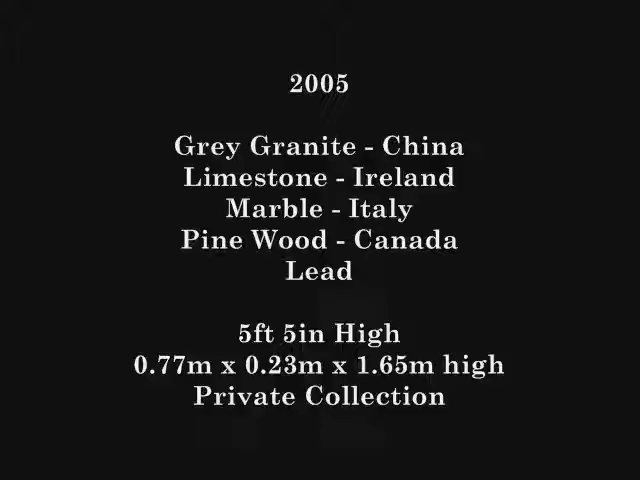 2005
Grey Granite - China
Limestone - Ireland
Marble - Italy
Pine Wood - Canada
Lead
5ft 5in High
0.77m x 0.23m x 1.65m high
Private Collection